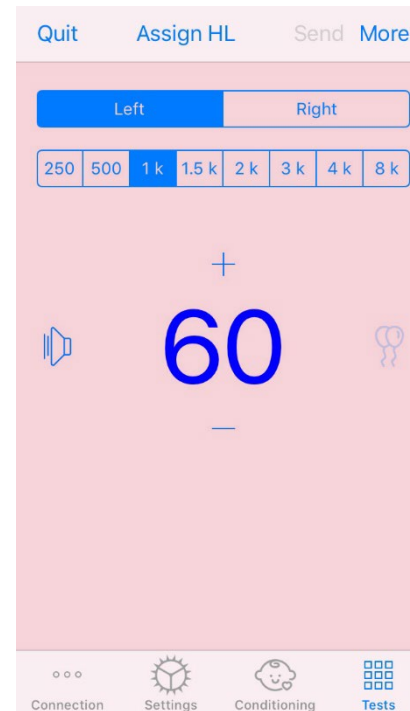 Quit Assign HL Send More
Left Right
250 500 1 k 1.5 k 2 k 3 k 4 k 8 k
+
60
—
Connection Settings Conditioning Tests